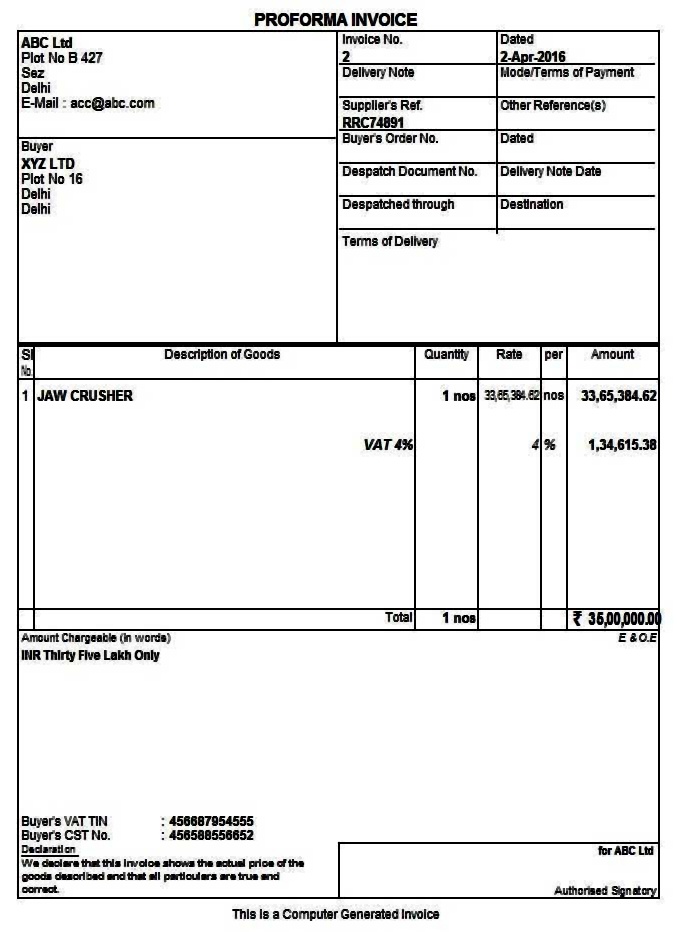 PROFORMA INVOICE
ABC Ltd
Plot No B 427
Sez
Delhi
E-Mail : acc@abc.com
Invoice No.
2
Dated
2-Apr-2016
Delivery Note
Mode/Terms of Payment
Supplier's Ref.
RRC74891
Other Reference(s)
Buyer
XYZ LTD
Plot No 16
Delhi
Delhi
Buyer's Order No.
Dated
Despatch Document No.
Delivery Note Date
Despatched through
Destination
Terms of Delivery
Sl No. Description of Goods Quantity Rate per Amount
1 JAW CRUSHER 1 nos 33,65,384.62 nos 33,65,384.62
VAT 4% 4 % 1,34,615.38
Total 1 nos ₹ 35,00,000.00
Amount Chargeable (in words) E & O.E
INR Thirty Five Lakh Only
Buyer's VAT TIN : 456687954555
Buyer's CST No. : 456588556652
Declaration
We declare that this invoice shows the actual price of the
goods described and that all particulars are true and
correct.
for ABC Ltd
Authorised Signatory
This is a Computer Generated Invoice